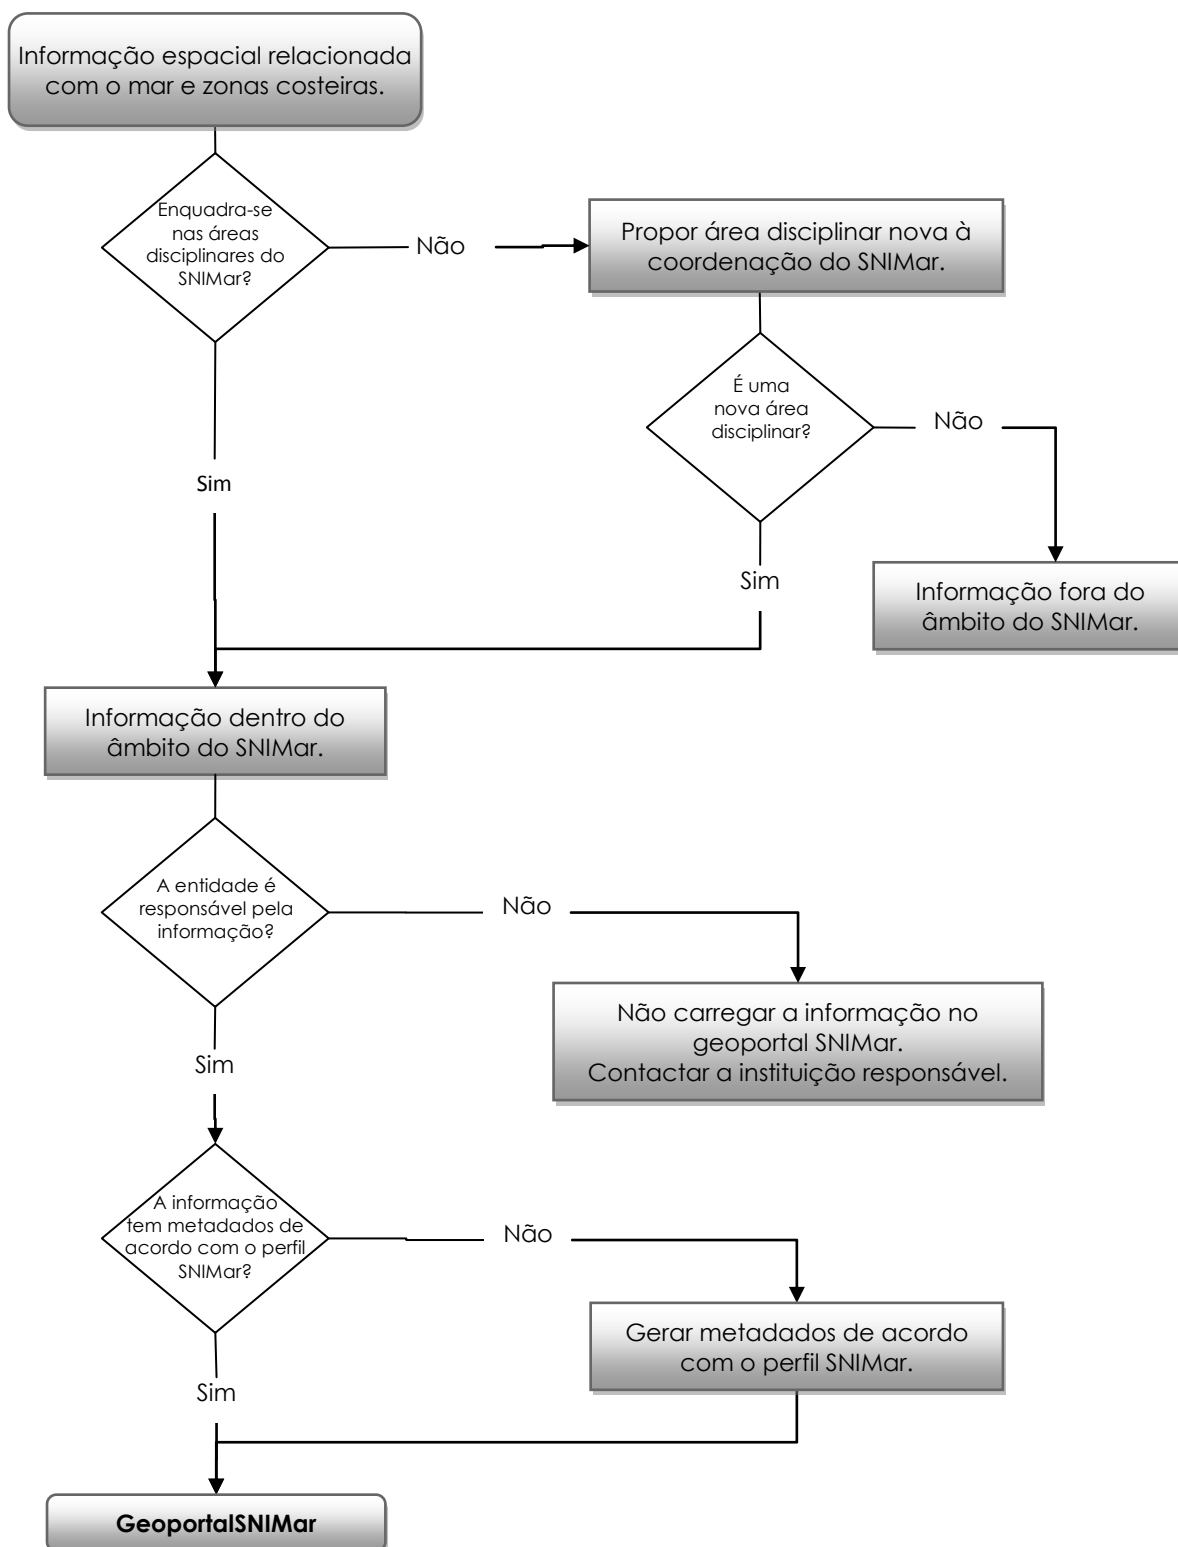 Informação espacial relacionada
com o mar e zonas costeiras.
Enquadra-se
nas áreas
disciplinares do
SNIMar?
Não
Propor área disciplinar nova à
coordenação do SNIMar.
É uma
nova área
disciplinar?
Não
Sim
Sim
Informação fora do
âmbito do SNIMar.
Informação dentro do
âmbito do SNIMar.
A entidade é
responsável pela
informação?
Não
Não carregar a informação no
geoportal SNIMar.
Contactar a instituição responsável.
Sim
A informação
tem metadados de
acordo com o perfil
SNIMar?
Não
Gerar metadados de acordo
com o perfil SNIMar.
Sim
GeoportalSNIMar